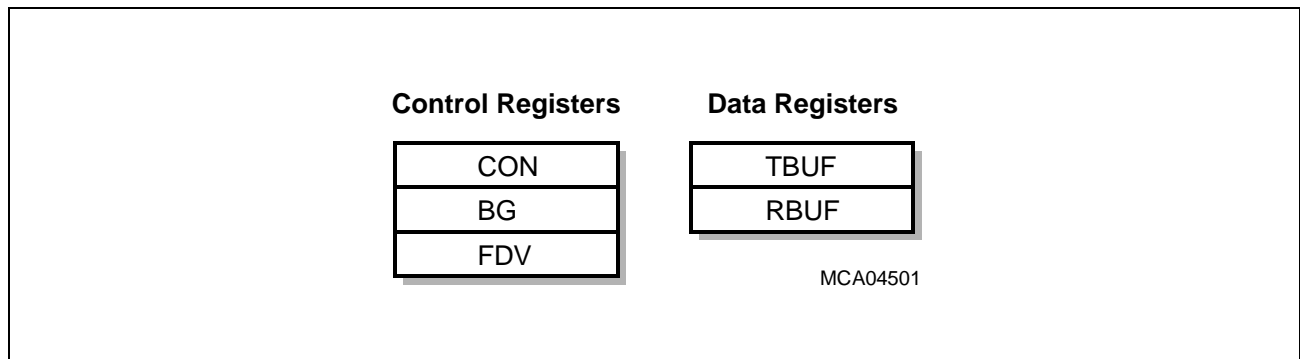 Control Registers
CON
BG
FDV
Data Registers
TBUF
RBUF
MCA04501